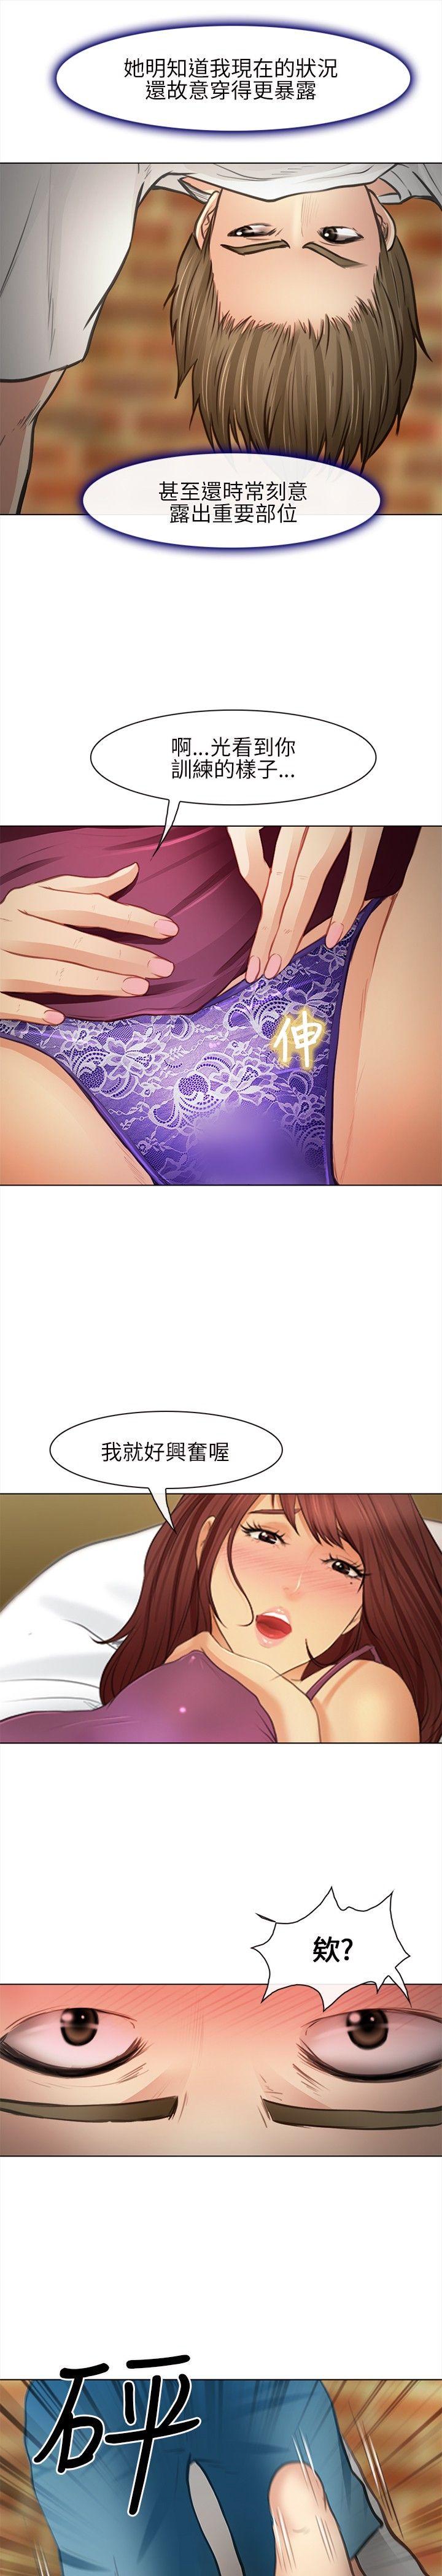 她明知道我現在的狀況
還故意穿得更暴露
甚至還時常刻意
露出重要部位
啊...光看到你
訓練的樣子...
伸
我就好興奮喔
欸?
砰